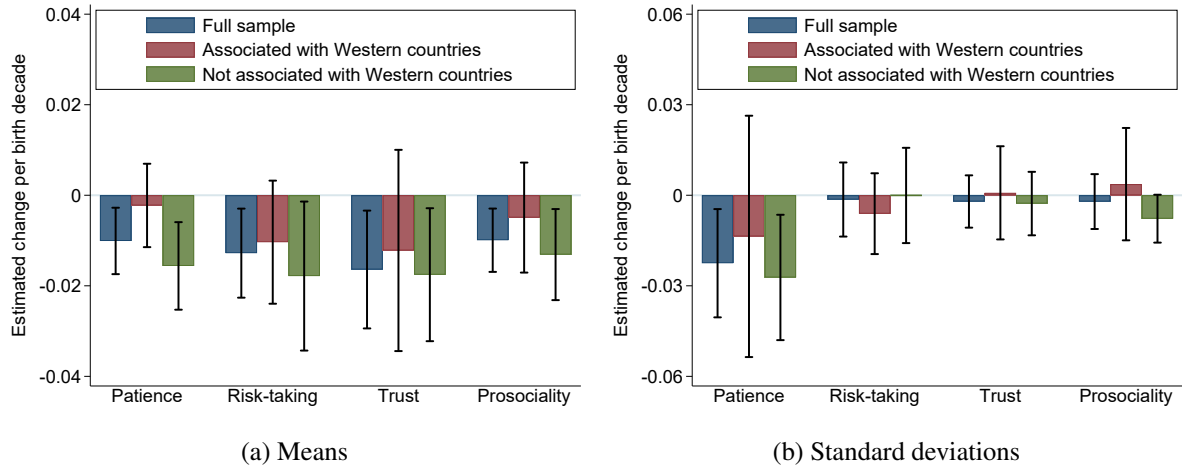 Estimated change per birth decade
0.04
0.02
0
-0.02
-0.04
Full sample
Associated with Western countries
Not associated with Western countries
Patience
Risk-taking
Trust
Prosociality
(a) Means
Estimated change per birth decade
0.06
0.03
0
-0.03
-0.06
Full sample
Associated with Western countries
Not associated with Western countries
Patience
Risk-taking
Trust
Prosociality
(b) Standard deviations